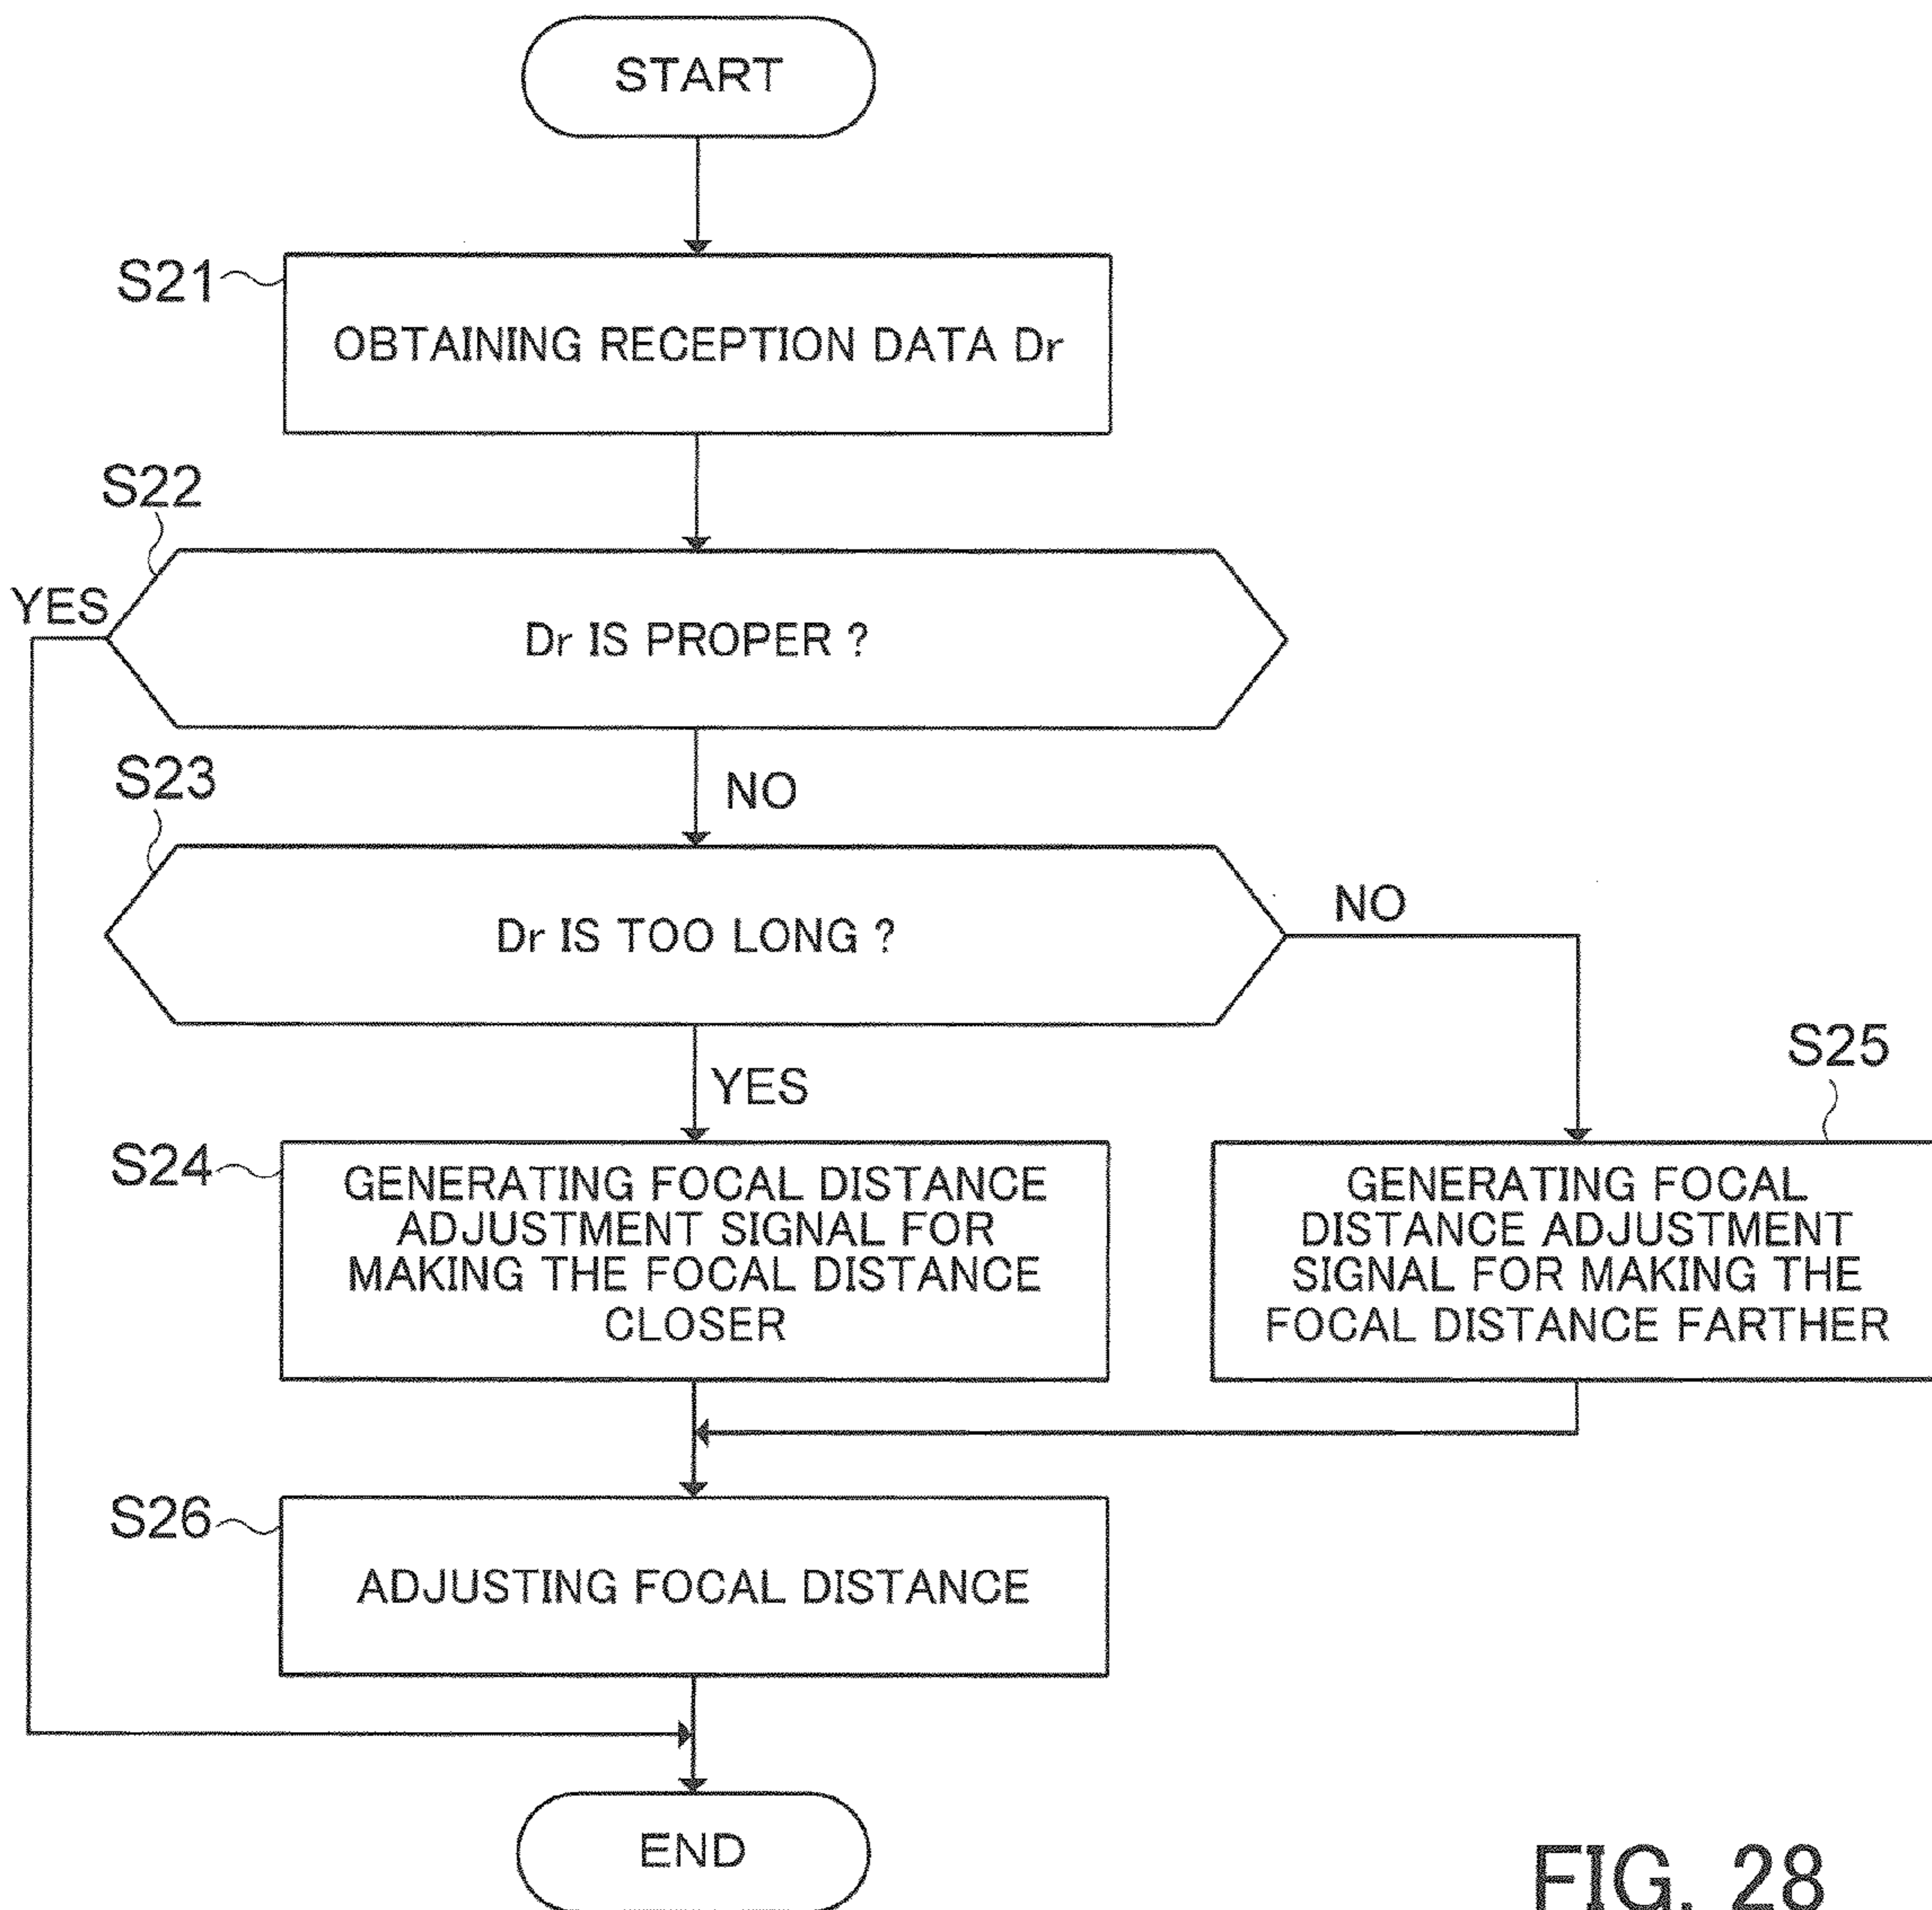 START
S21
OBTAINING RECEPTION DATA Dr
S22
YES
Dr IS PROPER ?
NO
S23
Dr IS TOO LONG ?
NO
YES
S24
GENERATING FOCAL DISTANCE
ADJUSTMENT SIGNAL FOR
MAKING THE FOCAL DISTANCE
CLOSER
S25
GENERATING FOCAL
DISTANCE ADJUSTMENT
SIGNAL FOR MAKING THE
FOCAL DISTANCE FARTHER
S26
ADJUSTING FOCAL DISTANCE
END
FIG. 28